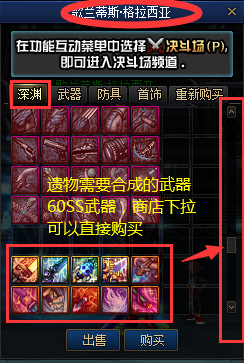 歌兰蒂斯·格拉西亚
在功能互动菜单中选择 决斗场(P),
即可进入决斗场频道.
深渊 武器 防具 首饰 重新购买
遗物需要合成的武器
60SS武器,商店下拉
可以直接购买
出售 购买